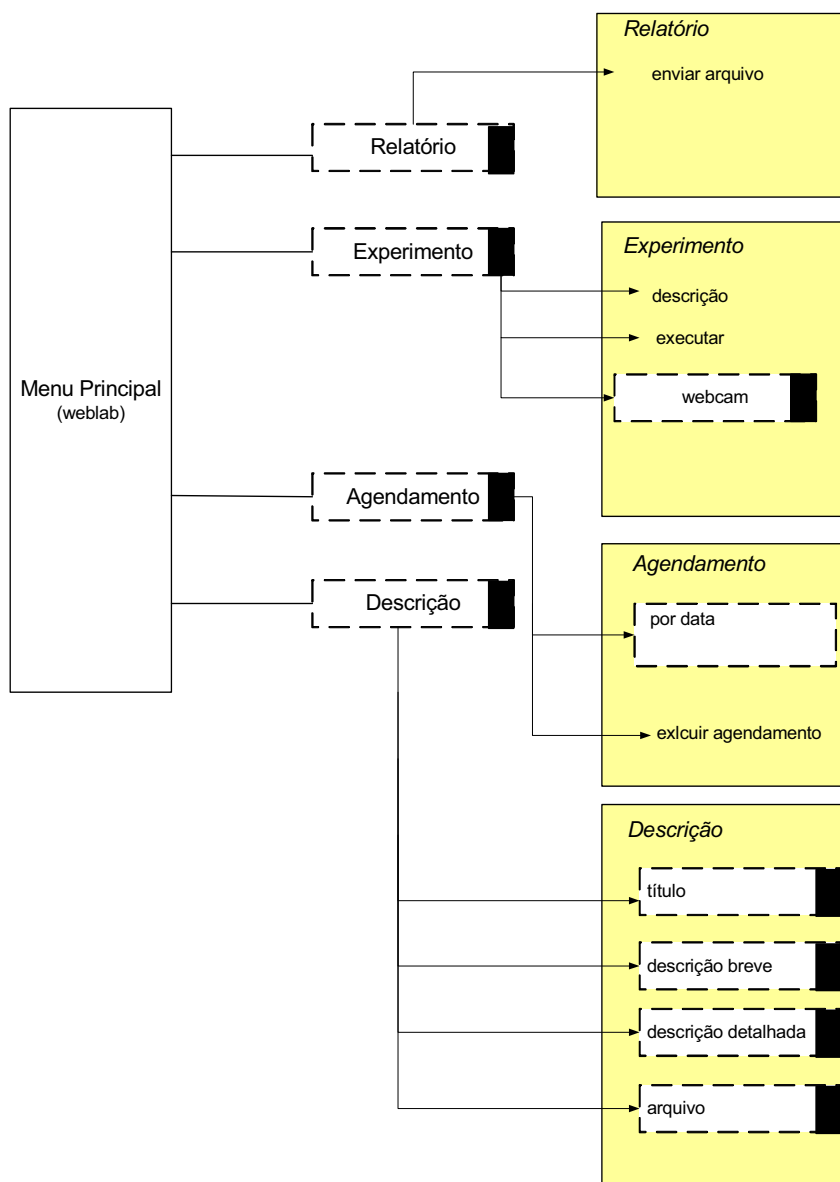 Menu Principal
(weblab)
Relatório
Experimento
Agendamento
Descrição
Relatório
enviar arquivo
Experimento
descrição
executar
webcam
Agendamento
por data
exlcuir agendamento
Descrição
título
descrição breve
descrição detalhada
arquivo